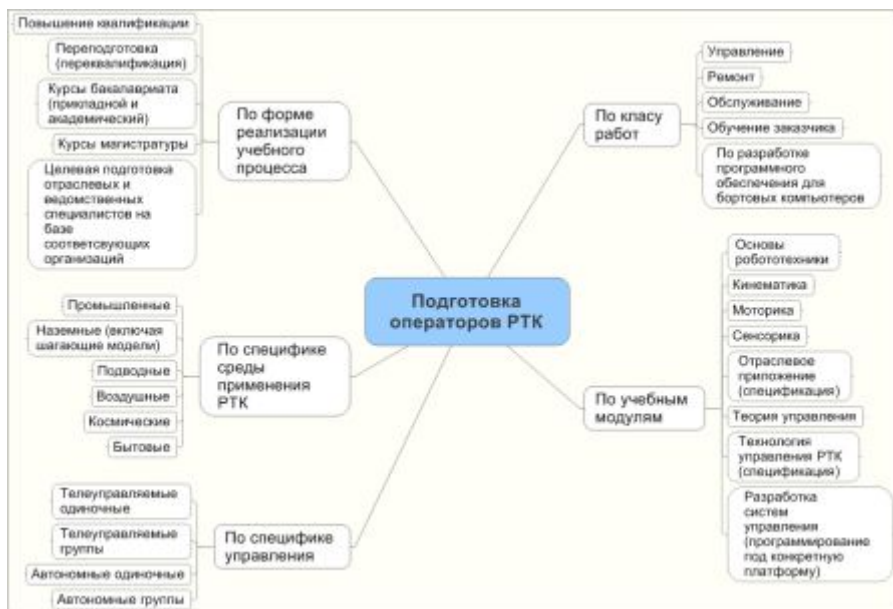 Повышение квалификации
Переподготовка
(переквалификация)
Курсы бакалавриата
(прикладной и
академический)
Курсы магистратуры
Целевая подготовка
отраслевых и
ведомственных
специалистов на
базе
соответсвующих
организаций
По форме
реализации
учебного
процесса
Промышленные
Наземные (включая
шагающие модели)
Подводные
Воздушные
Космические
Бытовые
По специфике
среды
применения
РТК
Телеуправляемые
одиночные
Телеуправляемые
группы
Автономные одиночные
Автономные группы
По специфике
управления
Подготовка
операторов РТК
По класу
работ
Управление
Ремонт
Обслуживание
Обучение заказчика
По разработке
программного
обеспечения для
бортовых компьютеров
По учебным
модулям
Основы
робототехники
Кинематика
Моторика
Сенсорика
Отраслевое
приложение
(спецификация)
Теория управления
Технология
управления РТК
(спецификация)
Разработка
систем
управления
(программирование
под конкретную
платформу)